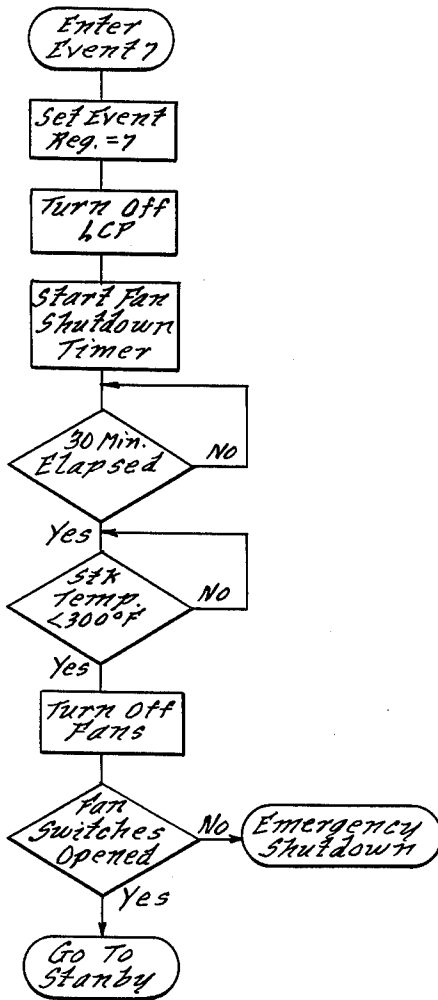 Enter
Event 7
Set Event
Reg. = 7
Turn Off
LCP
Start Fan
Shutdown
Timer
30 Min.
Elapsed
No
Yes
Stk
Temp.
<300°F
No
Yes
Turn Off
Fans
Fan
Switches
Opened
No
Emergency
Shutdown
Yes
Go To
Stanby